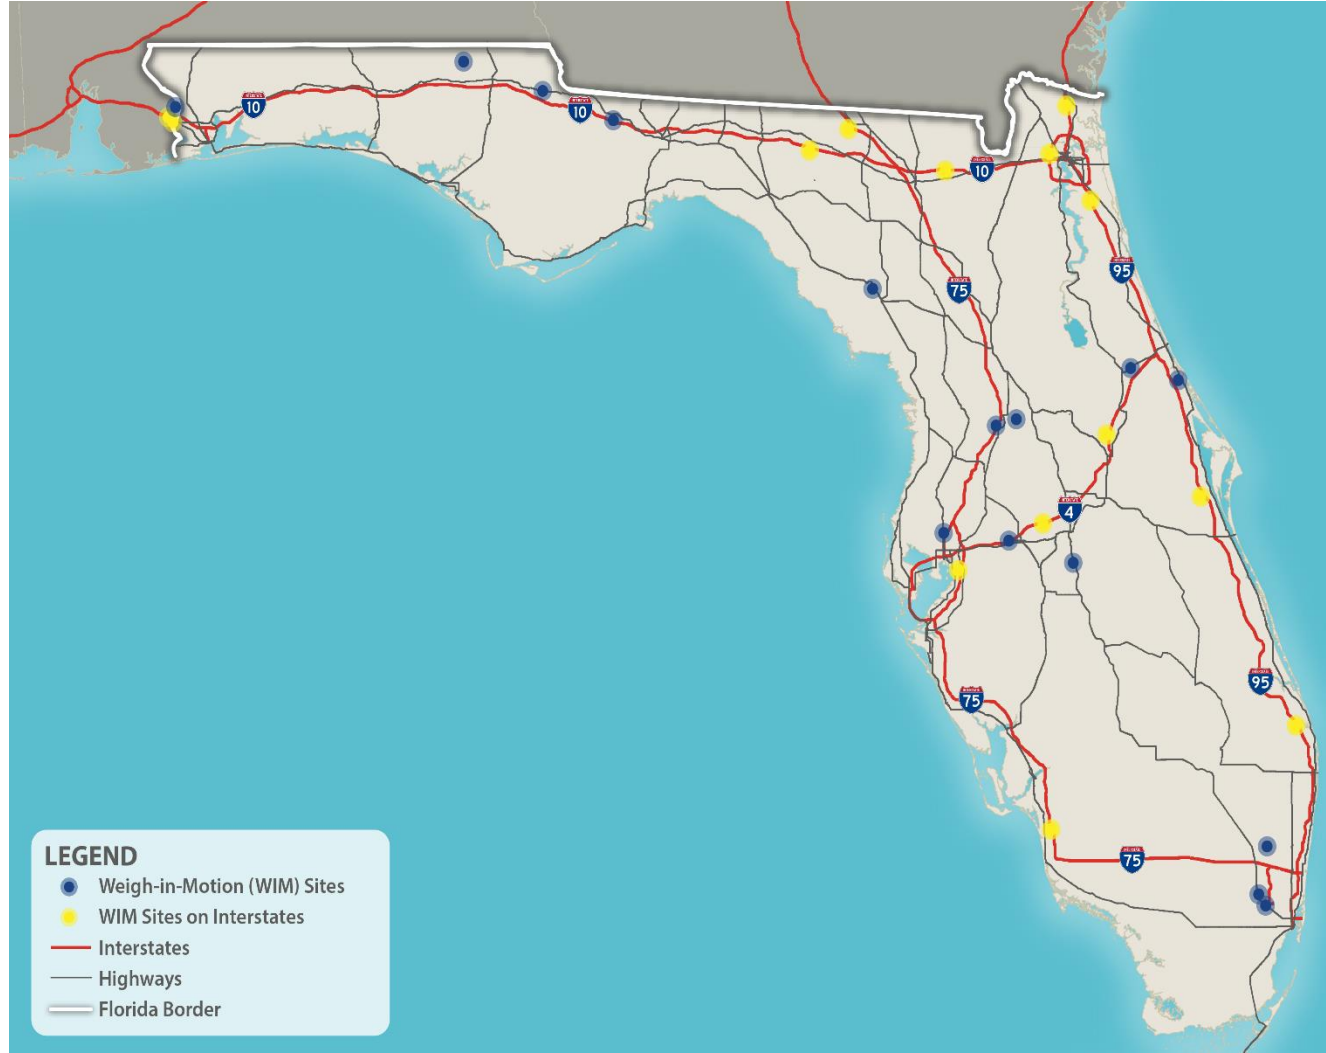 10
10
10
95
75
4
95
75
75
LEGEND
Weigh-in-Motion (WIM) Sites
WIM Sites on Interstates
Interstates
Highways
Florida Border